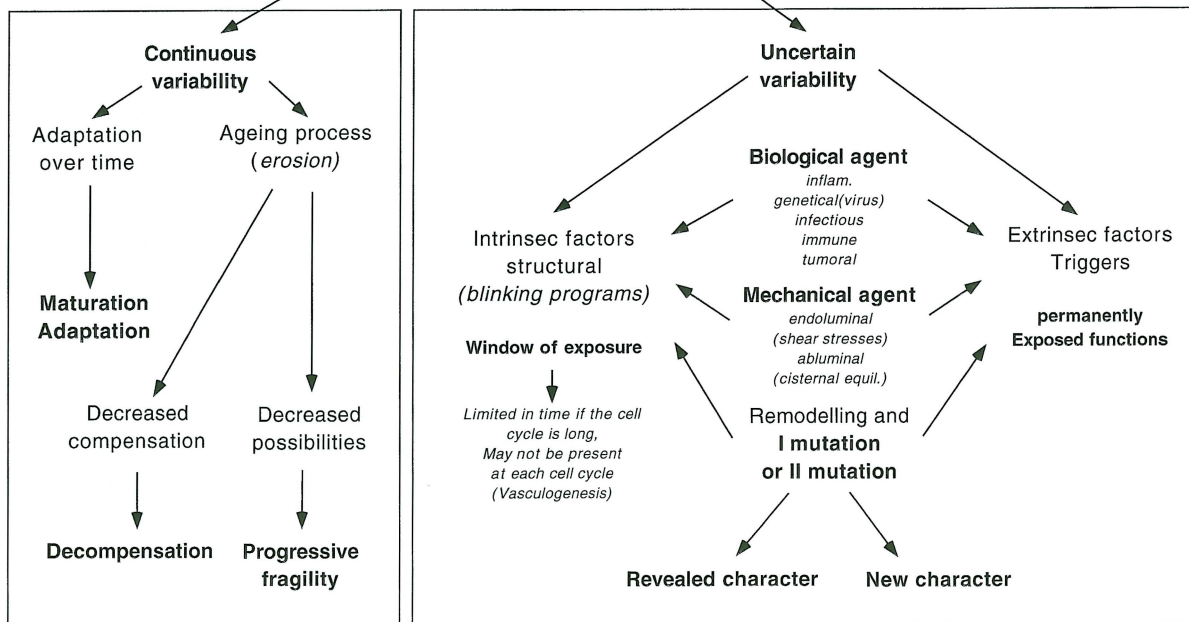 Continuous
variability
Adaptation
over time
Ageing process
(erosion)
Maturation
Adaptation
Decreased
compensation
Decreased
possibilities
Decompensation
Progressive
fragility
Uncertain
variability
Biological agent
inflam.
genetical(virus)
infectious
immune
tumoral
Intrinsec factors
structural
(blinking programs)
Extrinsec factors
Triggers
Mechanical agent
endoluminal
(shear stresses)
abluminal
(cisternal equil.)
permanently
Exposed functions
Window of exposure
Limited in time if the cell
cycle is long,
May not be present
at each cell cycle
(Vasculogenesis)
Remodelling and
I mutation
or II mutation
Revealed character
New character